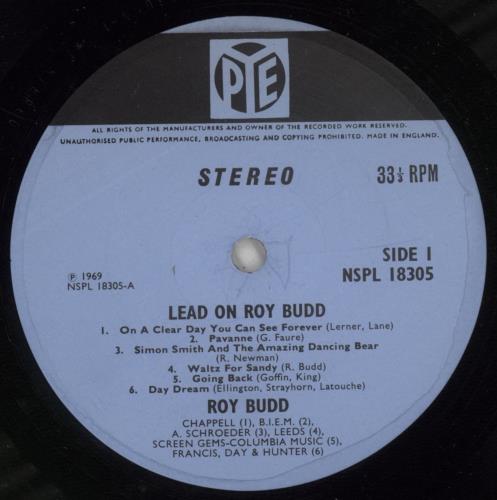 PYE
ALL RIGHTS OF THE MANUFACTURERS AND OWNER OF THE RECORDED WORK RESERVED.
UNAUTHORISED PUBLIC PERFORMANCE, BROADCASTING AND COPYING PROHIBITED. MADE IN ENGLAND.
STEREO 33⅓ RPM
SIDE 1
NSPL 18305
℗ 1969
NSPL 18305-A
LEAD ON ROY BUDD
1. On A Clear Day You Can See Forever (Lerner, Lane)
2. Pavanne (G. Faure)
3. Simon Smith And The Amazing Dancing Bear
(R. Newman)
4. Waltz For Sandy (R. Budd)
5. Going Back (Goffin, King)
6. Day Dream (Ellington, Strayhorn, Latouche)
ROY BUDD
CHAPPELL (1), B.I.E.M. (2),
A. SCHROEDER (3), LEEDS (4),
SCREEN GEMS-COLUMBIA MUSIC (5),
FRANCIS, DAY & HUNTER (6)